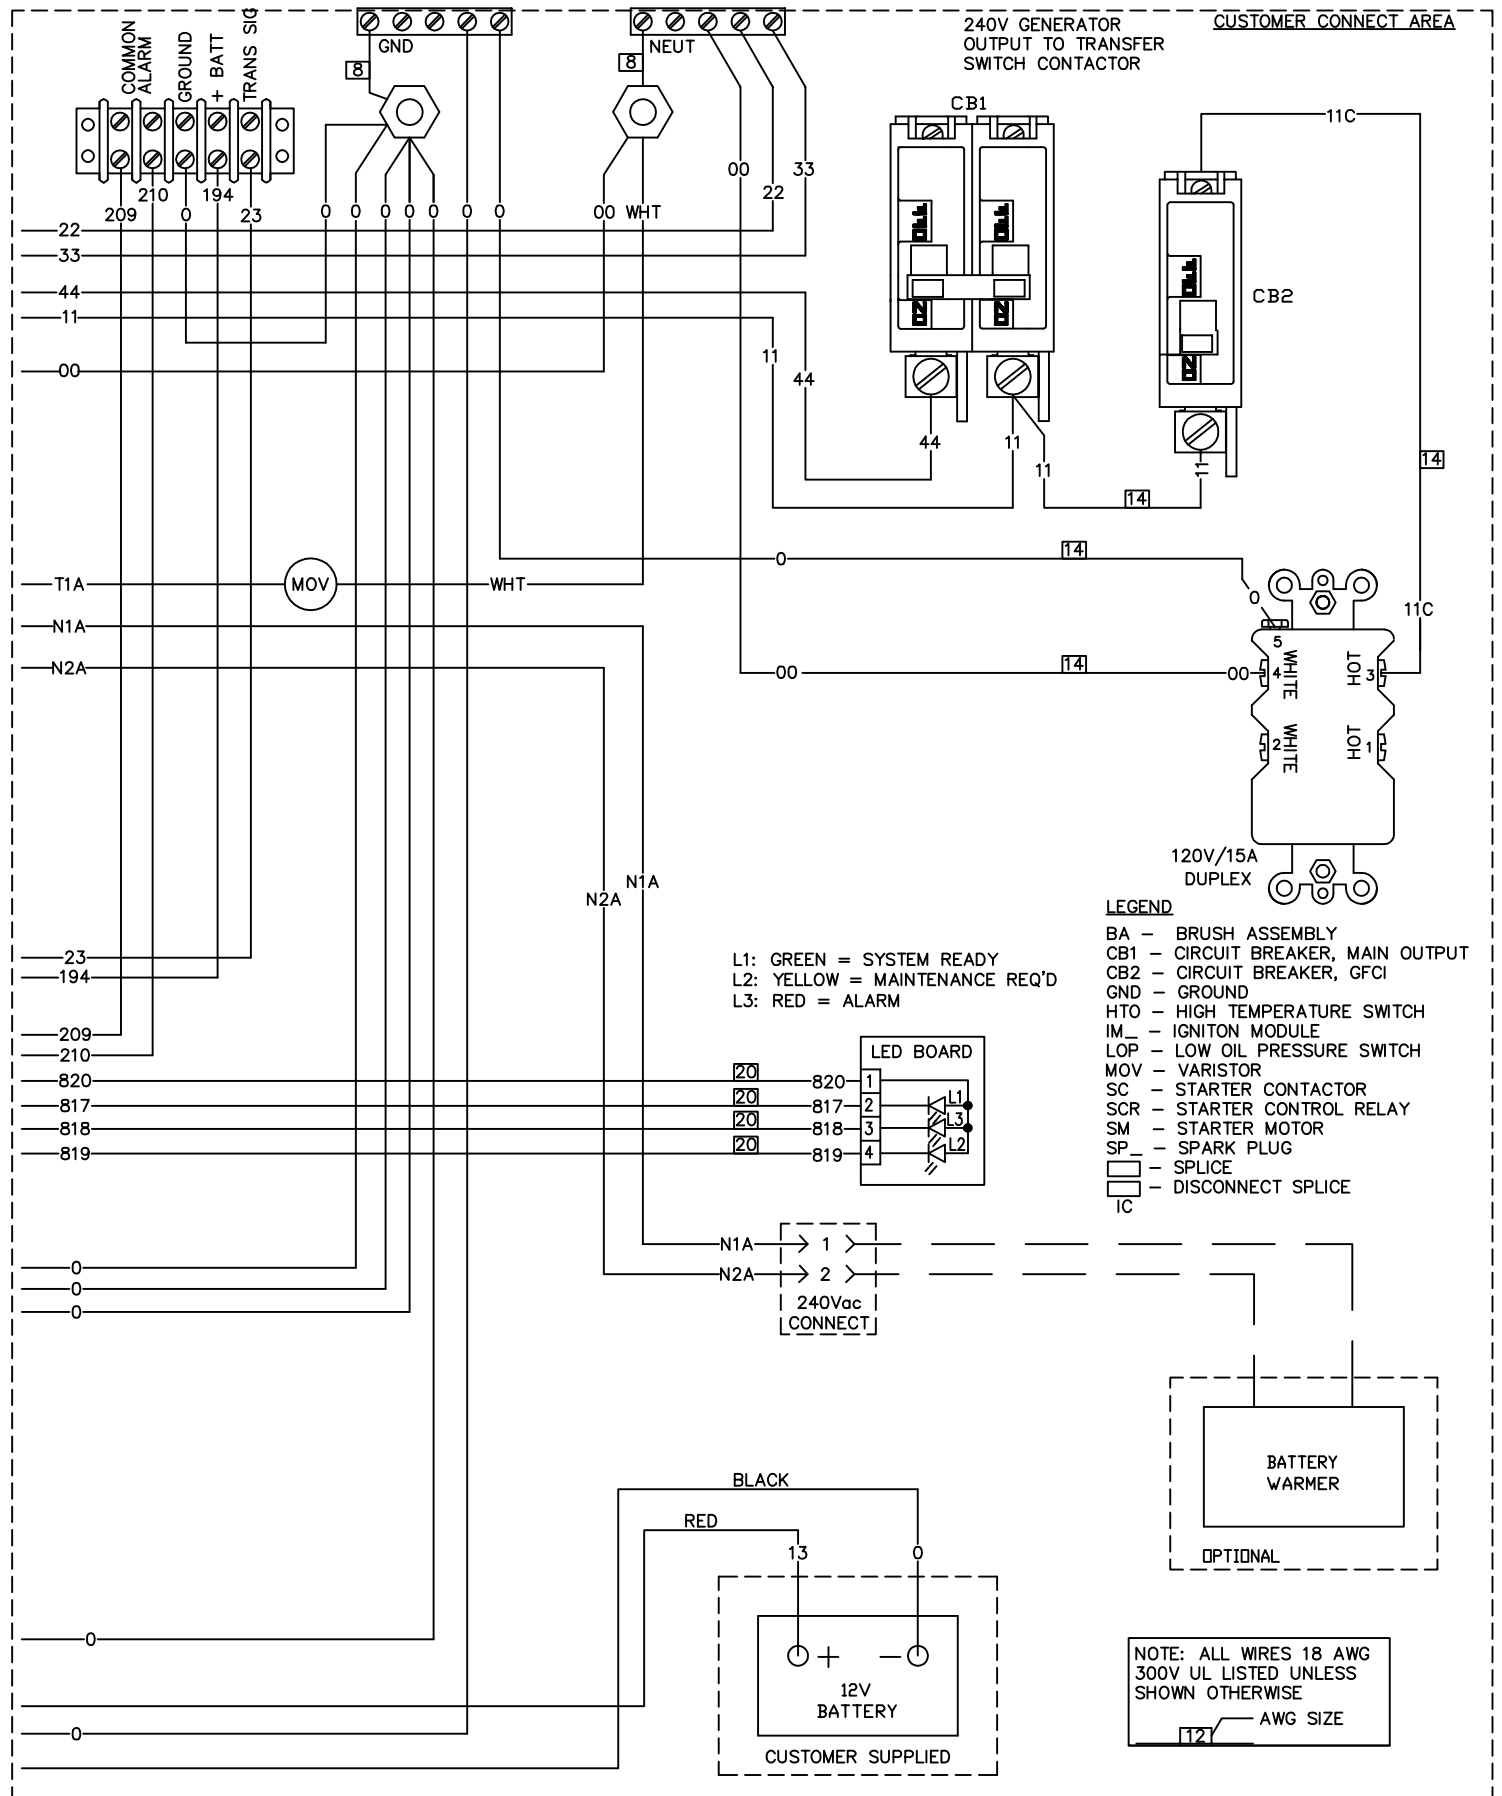 CUSTOMER CONNECT AREA
240V GENERATOR
OUTPUT TO TRANSFER
SWITCH CONTACTOR
COMMON
ALARM
GROUND
+ BATT
TRANS SIG
GND
8
NEUT
8
CB1
11C
209
210
0
194
23
0
0
0
0
0
0
0
00
WHT
00
22
33
OFF
OFF
ON
ON
OFF
ON
CB2
22
33
44
11
00
11
44
44
11
11
11
14
14
0
14
T1A
MOV
WHT
0
11C
N1A
N2A
00
14
00
5
4
WHITE
HOT
3
2
WHITE
HOT
1
120V/15A
DUPLEX
N1A
N2A
LEGEND
BA – BRUSH ASSEMBLY
CB1 – CIRCUIT BREAKER, MAIN OUTPUT
CB2 – CIRCUIT BREAKER, GFCI
GND – GROUND
HTO – HIGH TEMPERATURE SWITCH
IM_ – IGNITON MODULE
LOP – LOW OIL PRESSURE SWITCH
MOV – VARISTOR
SC – STARTER CONTACTOR
SCR – STARTER CONTROL RELAY
SM – STARTER MOTOR
SP_ – SPARK PLUG
– SPLICE
– DISCONNECT SPLICE
IC
L1: GREEN = SYSTEM READY
L2: YELLOW = MAINTENANCE REQ'D
L3: RED = ALARM
23
194
209
210
LED BOARD
820
20
820
1
817
20
817
2
L1
818
20
818
3
L3
819
20
819
4
L2
N1A
1
N2A
2
240Vac
CONNECT
0
0
0
BATTERY
WARMER
OPTIONAL
BLACK
RED
13
0
+
–
12V
BATTERY
CUSTOMER SUPPLIED
0
0
NOTE: ALL WIRES 18 AWG
300V UL LISTED UNLESS
SHOWN OTHERWISE
12
AWG SIZE